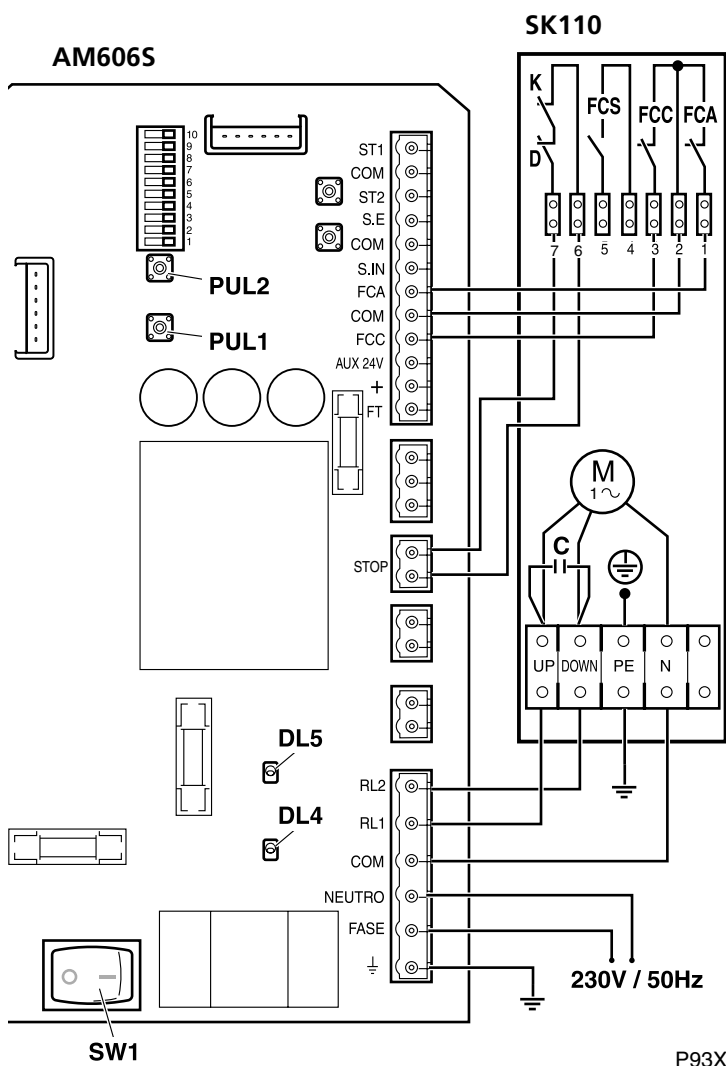 SK110
AM606S
10
9
8
7
6
5
4
3
2
1
PUL2
PUL1
ST1
COM
ST2
S.E
COM
S.IN
FCA
COM
FCC
AUX 24V
+
FT
STOP
K
D
FCS
FCC
FCA
7 6 5 4 3 2 1
M
1~
C
UP DOWN PE N
DL5
DL4
RL2
RL1
COM
NEUTRO
FASE
230V / 50Hz
SW1
P93X